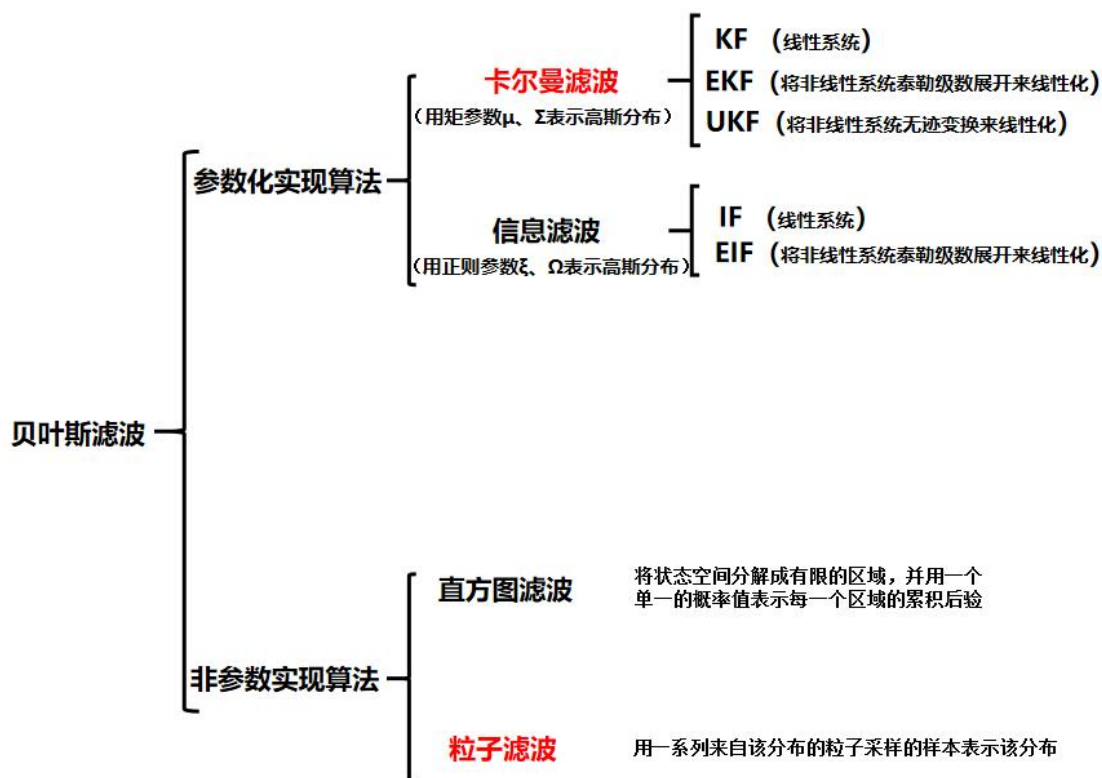 贝叶斯滤波
参数化实现算法
卡尔曼滤波
（用矩参数μ、Σ表示高斯分布）
KF （线性系统）
EKF （将非线性系统泰勒级数展开来线性化）
UKF （将非线性系统无迹变换来线性化）
信息滤波
（用正则参数ξ、Ω表示高斯分布）
IF （线性系统）
EIF （将非线性系统泰勒级数展开来线性化）
非参数实现算法
直方图滤波
将状态空间分解成有限的区域，并用一个
单一的概率值表示每一个区域的累积后验
粒子滤波
用一系列来自该分布的粒子采样的样本表示该分布